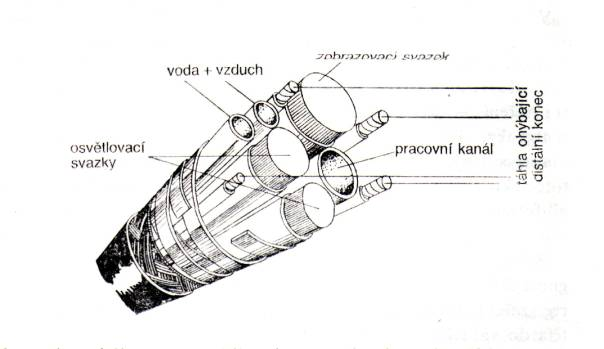 zobrazovací svazek
voda + vzduch
osvětlovací
svazky
pracovní kanál
táhla ohýbající
distální konec